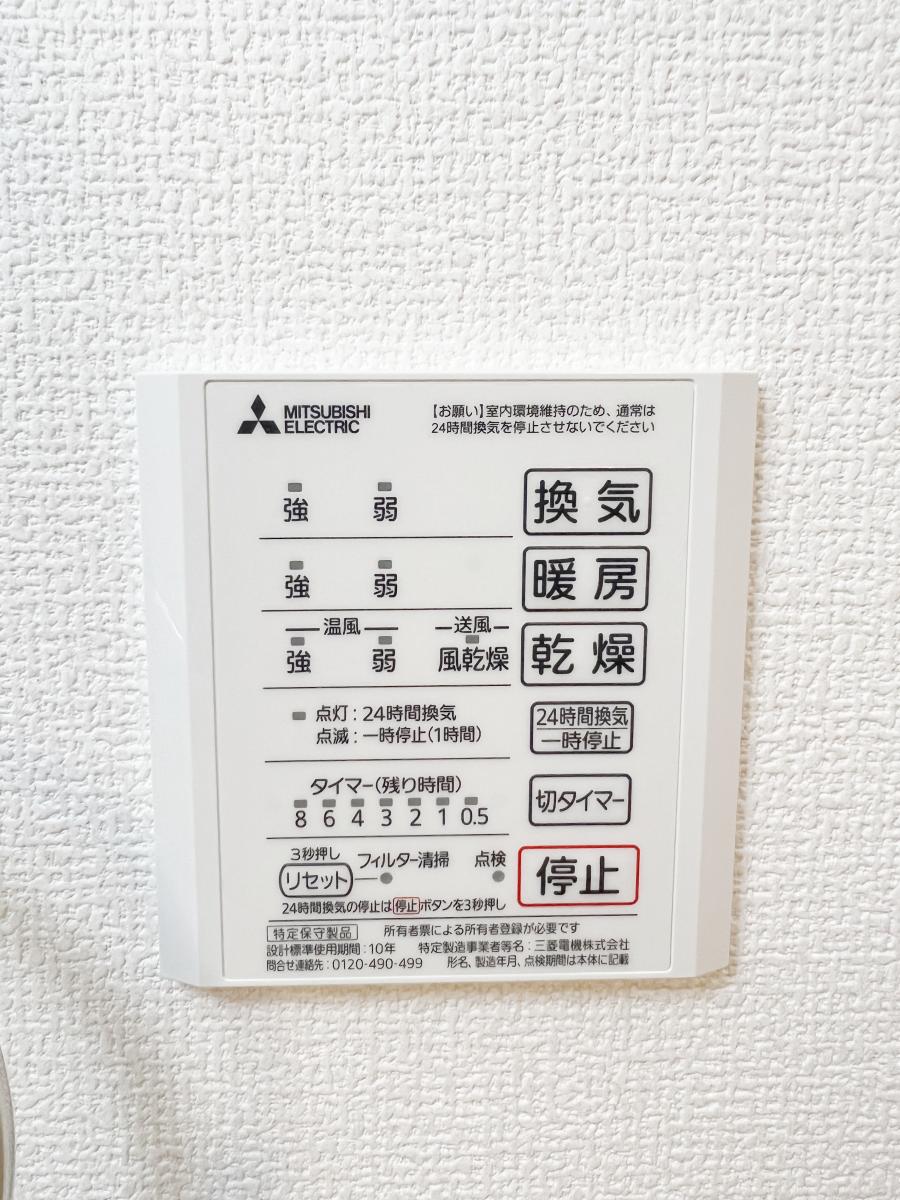 MITSUBISHI
ELECTRIC
【お願い】室内環境維持のため、通常は
24時間換気を停止させないでください
強 弱 換気
強 弱 暖房
温風 送風
強 弱 風乾燥 乾燥
点灯：24時間換気
点滅：一時停止(1時間)
24時間換気
一時停止
タイマー(残り時間)
8 6 4 3 2 1 0.5
切タイマー
3秒押し
リセット フィルター清掃 点検
停止
24時間換気の停止は停止ボタンを3秒押し
特定保守製品 所有者票による所有者登録が必要です
設計標準使用期間：10年 特定製造事業者等名：三菱電機株式会社
問合せ連絡先：0120-490-499 形名、製造年月、点検期間は本体に記載